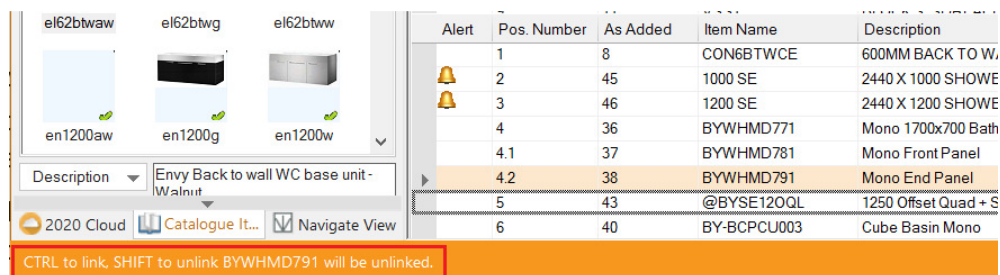 el62btwaw el62btwg el62btww
en1200aw en1200g en1200w
Description Envy Back to wall WC base unit -
Walnut
2020 Cloud Catalogue It... Navigate View
Alert Pos. Number As Added Item Name Description
1 8 CON6BTWCE 600MM BACK TO WA
2 45 1000 SE 2440 X 1000 SHOWE
3 46 1200 SE 2440 X 1200 SHOWE
4 36 BYWHMD771 Mono 1700x700 Bath
4.1 37 BYWHMD781 Mono Front Panel
4.2 38 BYWHMD791 Mono End Panel
5 43 @BYSE12OQL 1250 Offset Quad + S
6 40 BY-BCPCU003 Cube Basin Mono
CTRL to link, SHIFT to unlink BYWHMD791 will be unlinked.